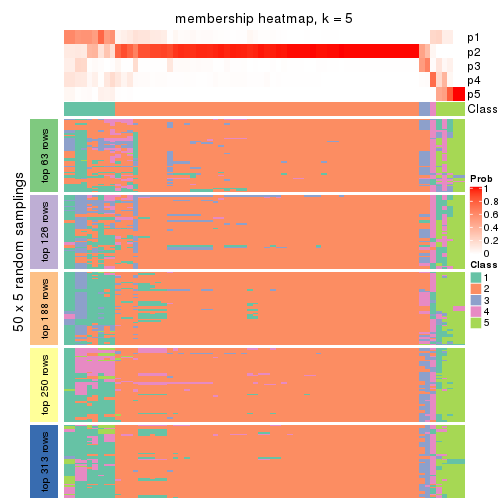 membership heatmap, k = 5
p1
p2
p3
p4
p5
Class
50 x 5 random samplings
top 63 rows
top 126 rows
top 188 rows
top 250 rows
top 313 rows
Prob
1
0.8
0.6
0.4
0.2
0
Class
1
2
3
4
5